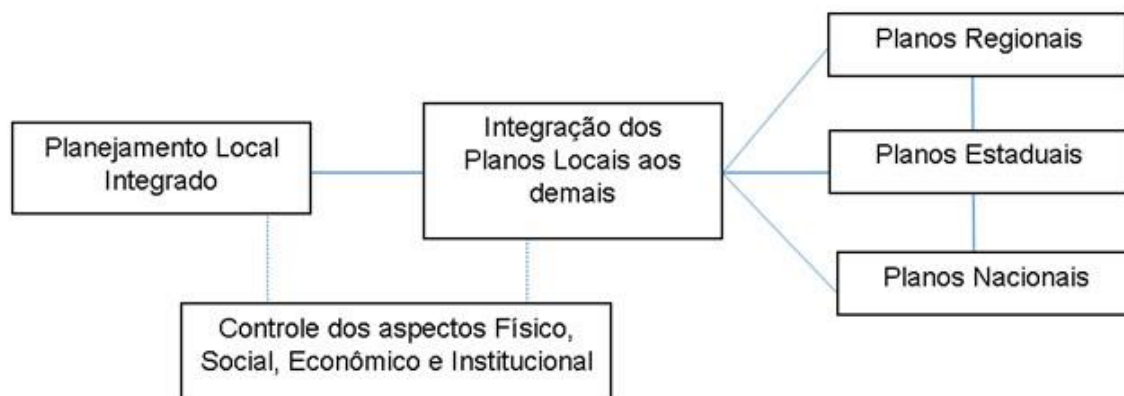 Planejamento Local
Integrado
Integração dos
Planos Locais aos
demais
Planos Regionais
Planos Estaduais
Planos Nacionais
Controle dos aspectos Físico,
Social, Econômico e Institucional